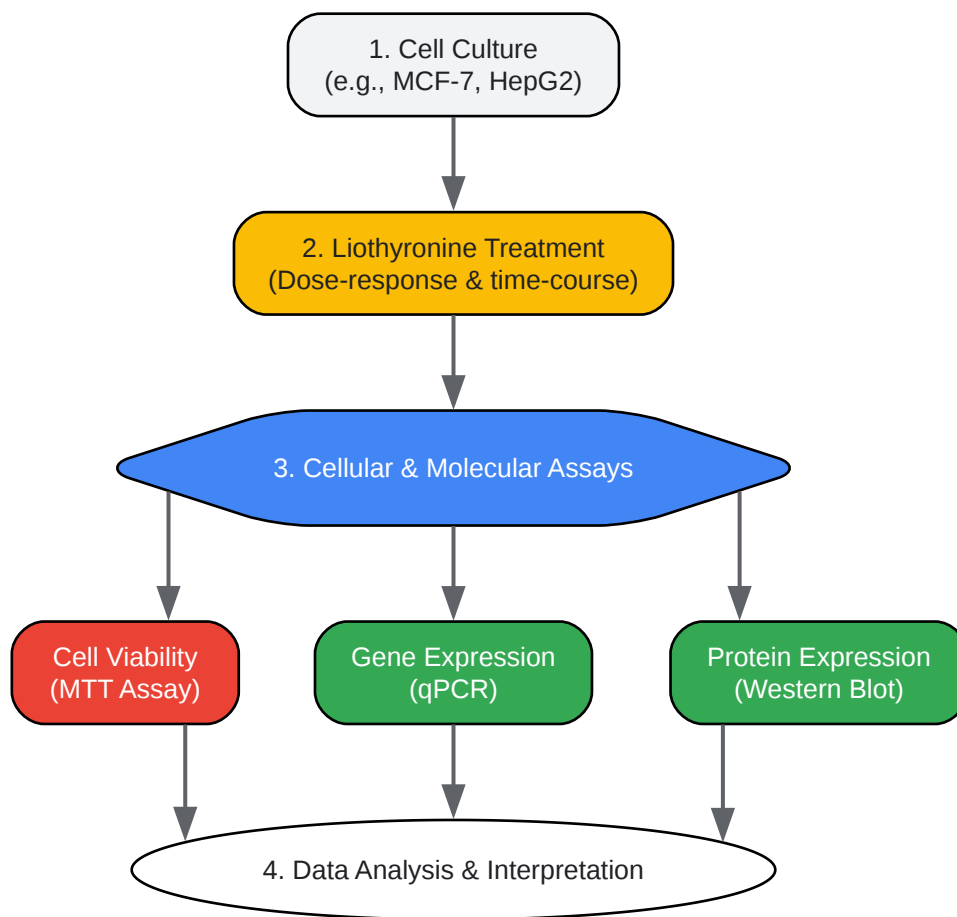 1. Cell Culture
(e.g., MCF-7, HepG2)
2. Liothyronine Treatment
(Dose-response & time-course)
3. Cellular & Molecular Assays
Cell Viability
(MTT Assay)
Gene Expression
(qPCR)
Protein Expression
(Western Blot)
4. Data Analysis & Interpretation